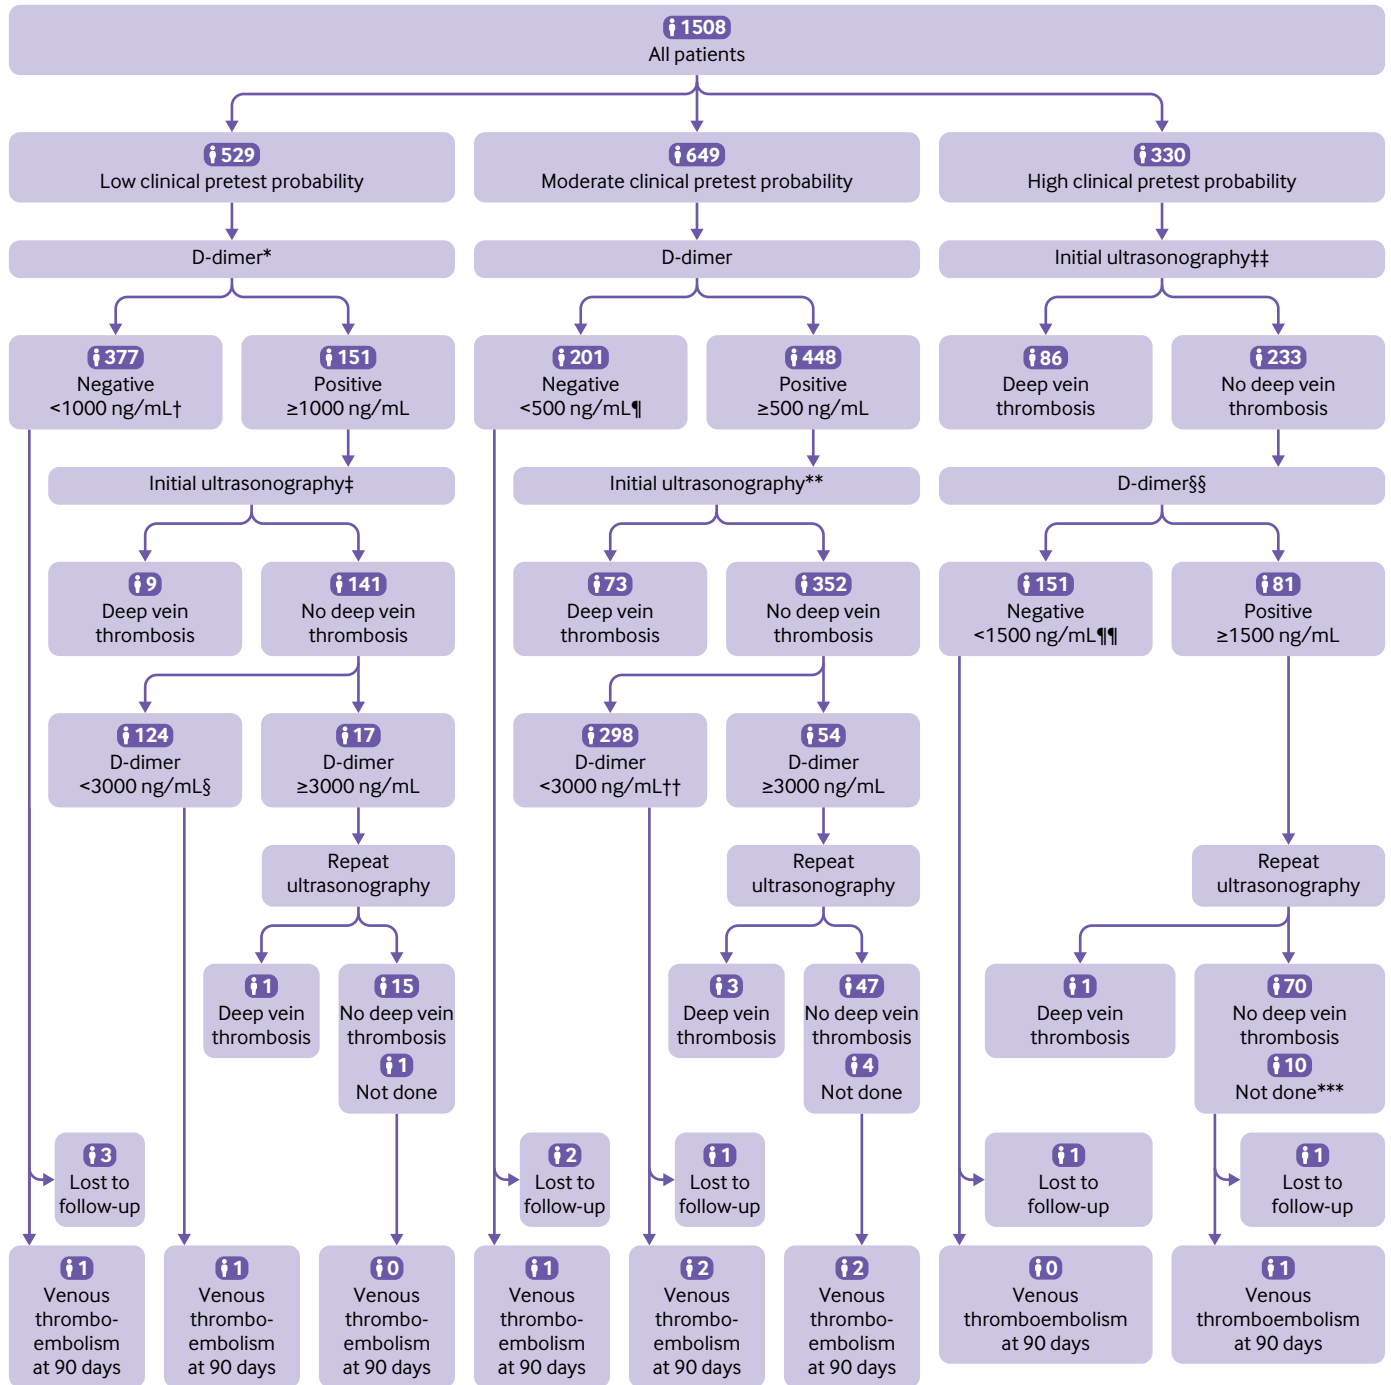 1508
All patients
529
Low clinical pretest probability
649
Moderate clinical pretest probability
330
High clinical pretest probability
D-dimer*
D-dimer
Initial ultrasonography‡‡
377
Negative
<1000 ng/mL†
151
Positive
≥1000 ng/mL
201
Negative
<500 ng/mL¶
448
Positive
≥500 ng/mL
86
Deep vein
thrombosis
233
No deep vein
thrombosis
Initial ultrasonography‡
Initial ultrasonography**
D-dimer§§
9
Deep vein
thrombosis
141
No deep vein
thrombosis
73
Deep vein
thrombosis
352
No deep vein
thrombosis
151
Negative
<1500 ng/mL¶¶
81
Positive
≥1500 ng/mL
124
D-dimer
<3000 ng/mL§
17
D-dimer
≥3000 ng/mL
298
D-dimer
<3000 ng/mL††
54
D-dimer
≥3000 ng/mL
Repeat
ultrasonography
Repeat
ultrasonography
Repeat
ultrasonography
1
Deep vein
thrombosis
15
No deep vein
thrombosis
1
Not done
3
Deep vein
thrombosis
47
No deep vein
thrombosis
4
Not done
1
Deep vein
thrombosis
70
No deep vein
thrombosis
10
Not done***
3
Lost to
follow-up
2
Lost to
follow-up
1
Lost to
follow-up
1
Lost to
follow-up
1
Lost to
follow-up
1
Venous
thrombo-
embolism
at 90 days
1
Venous
thrombo-
embolism
at 90 days
0
Venous
thrombo-
embolism
at 90 days
1
Venous
thrombo-
embolism
at 90 days
2
Venous
thrombo-
embolism
at 90 days
2
Venous
thrombo-
embolism
at 90 days
0
Venous
thromboembolism
at 90 days
1
Venous
thromboembolism
at 90 days